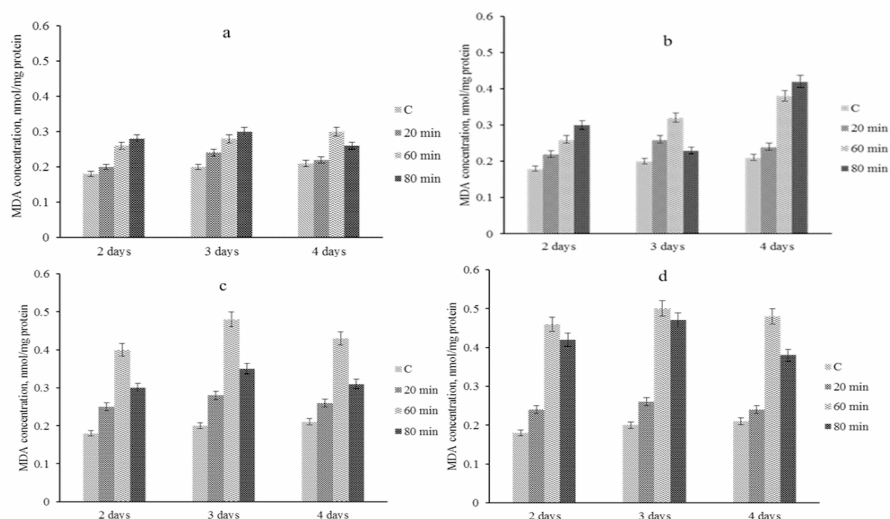 a
MDA concentration, nmol/mg protein
0.6
0.5
0.4
0.3
0.2
0.1
0
2 days
3 days
4 days
C
20 min
60 min
80 min
b
MDA concentration, nmol/mg protein
0.6
0.5
0.4
0.3
0.2
0.1
0
2 days
3 days
4 days
C
20 min
60 min
80 min
c
MDA concentration, nmol/mg protein
0.6
0.5
0.4
0.3
0.2
0.1
0
2 days
3 days
4 days
C
20 min
60 min
80 min
d
MDA concentration, nmol/mg protein
0.6
0.5
0.4
0.3
0.2
0.1
0
2 days
3 days
4 days
C
20 min
60 min
80 min